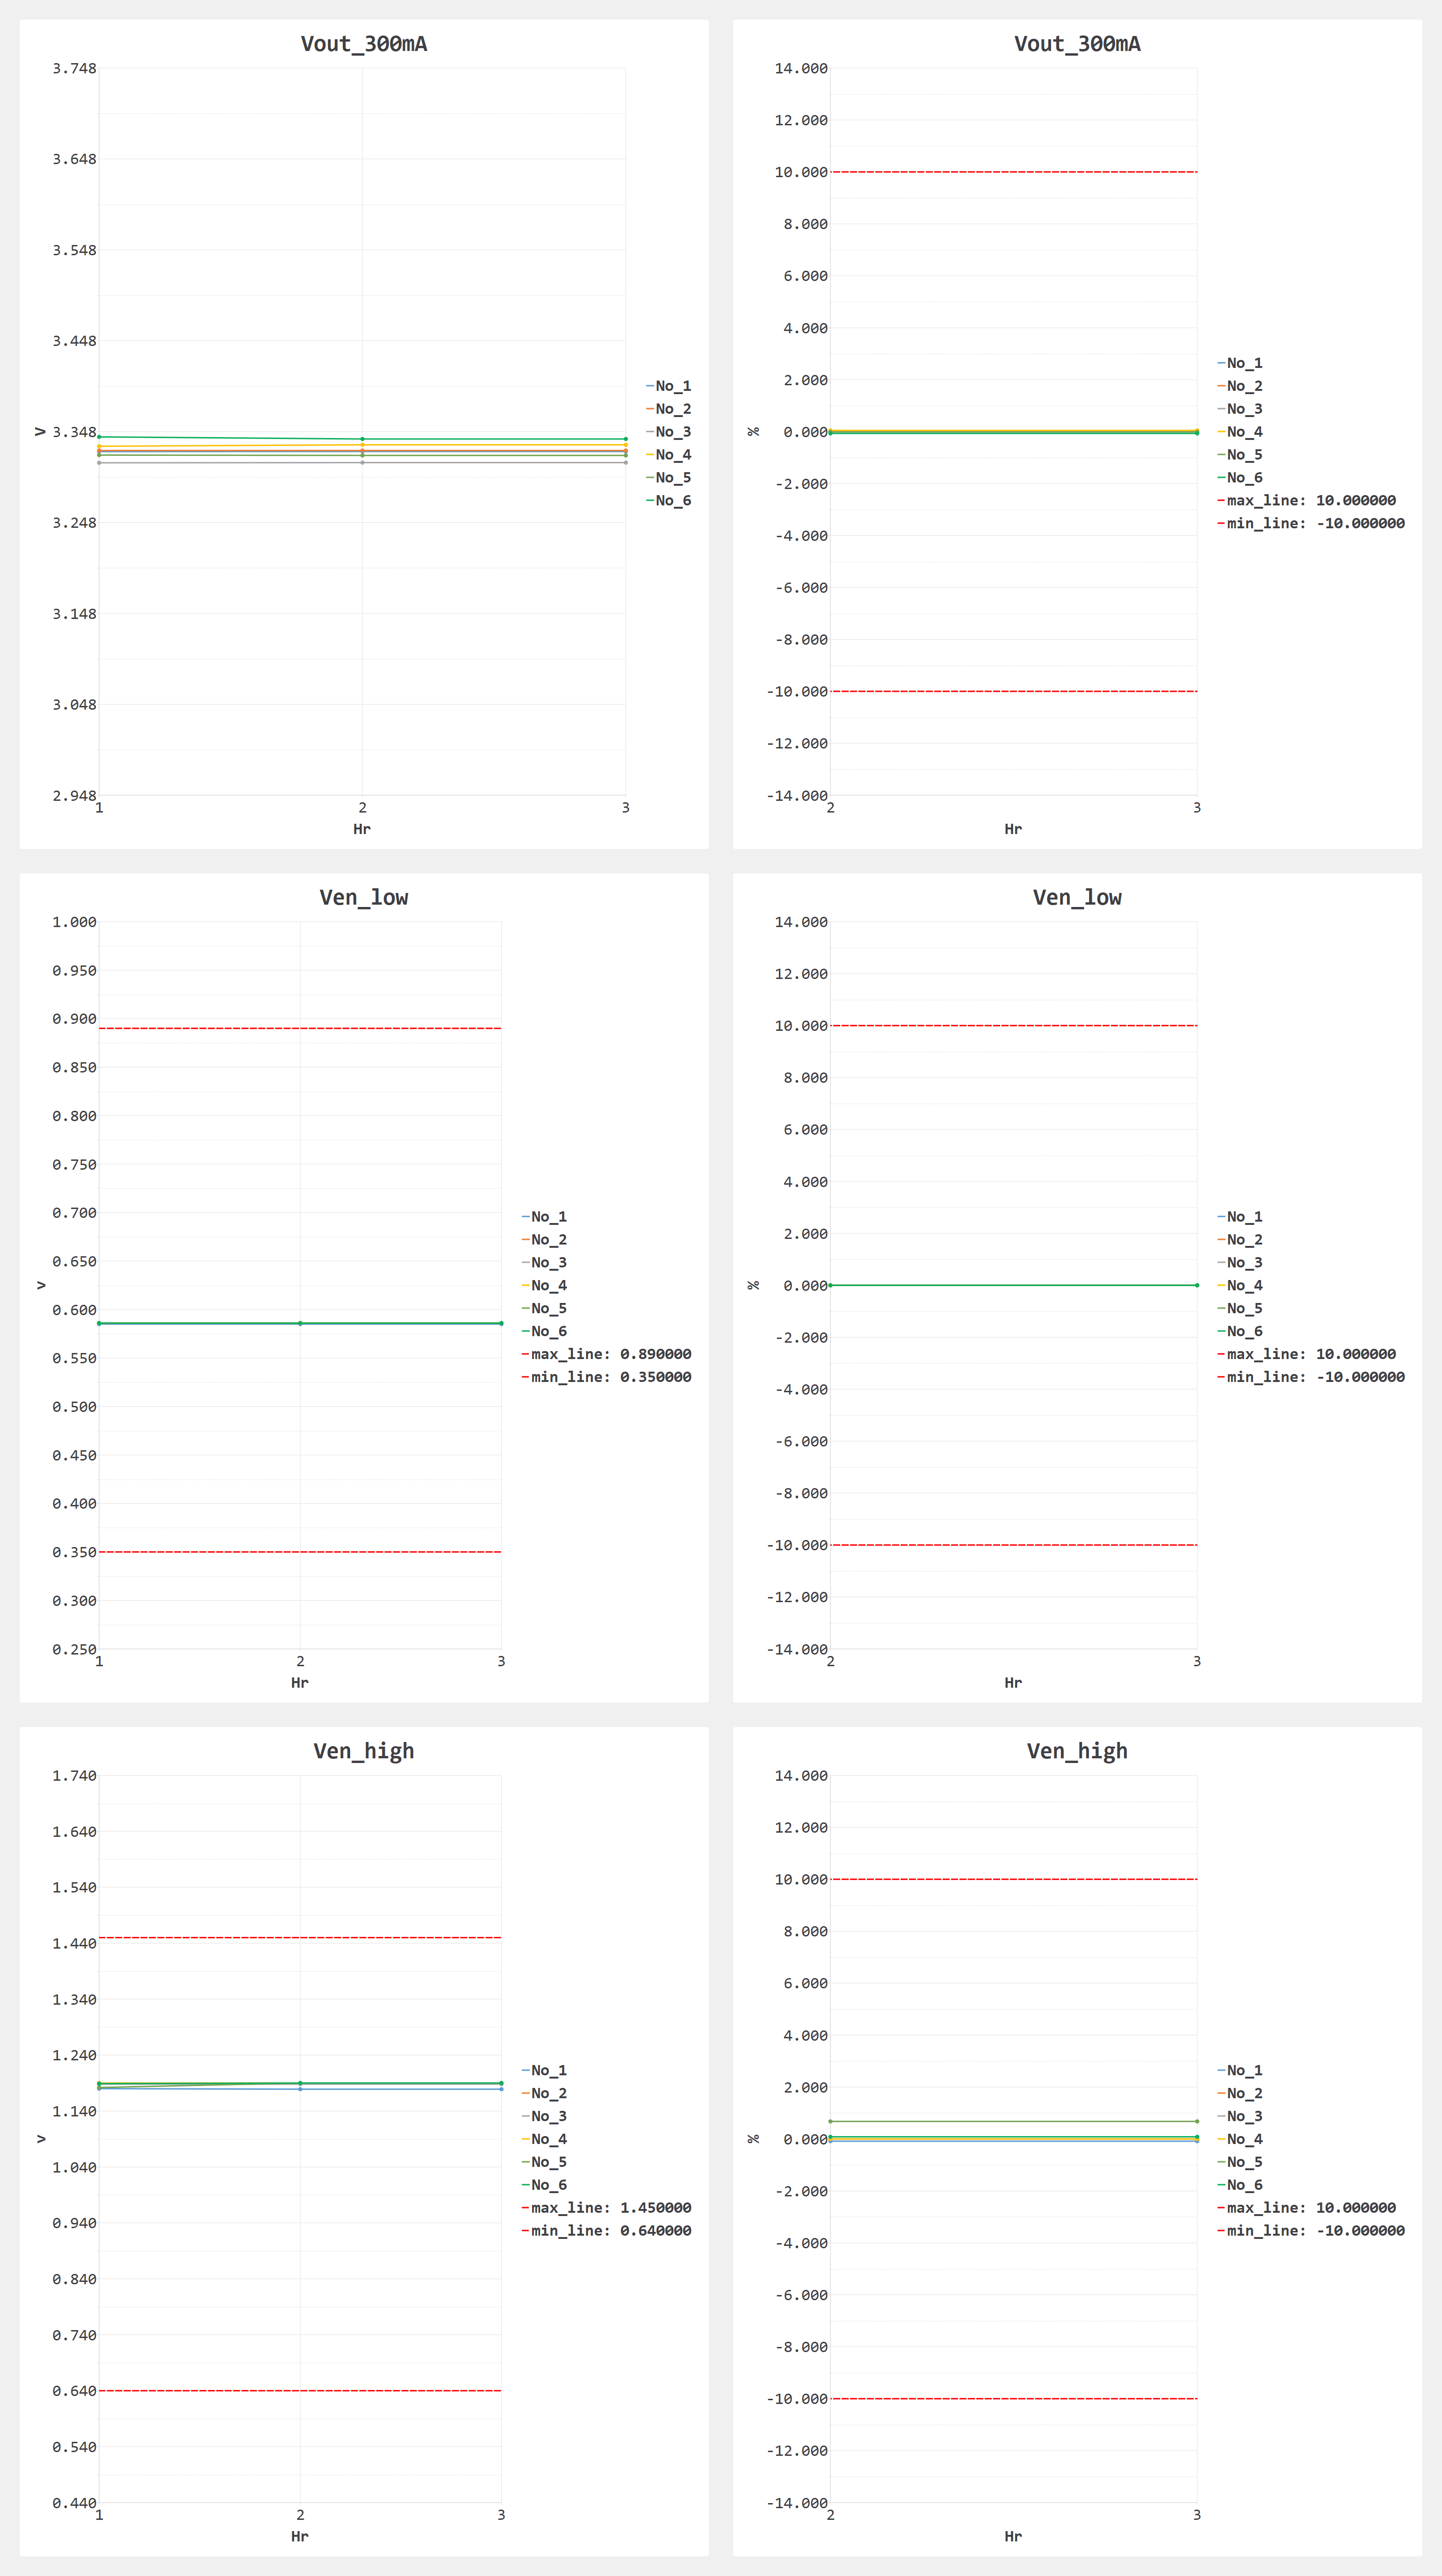 Vout_300mA
3.748
3.648
3.548
3.448
3.348
3.248
3.148
3.048
2.948
V
1
2
3
Hr
No_1
No_2
No_3
No_4
No_5
No_6
Vout_300mA
14.000
12.000
10.000
8.000
6.000
4.000
2.000
0.000
-2.000
-4.000
-6.000
-8.000
-10.000
-12.000
-14.000
%
2
3
Hr
No_1
No_2
No_3
No_4
No_5
No_6
max_line: 10.000000
min_line: -10.000000
Ven_low
1.000
0.950
0.900
0.850
0.800
0.750
0.700
0.650
0.600
0.550
0.500
0.450
0.400
0.350
0.300
0.250
V
1
2
3
Hr
No_1
No_2
No_3
No_4
No_5
No_6
max_line: 0.890000
min_line: 0.350000
Ven_low
14.000
12.000
10.000
8.000
6.000
4.000
2.000
0.000
-2.000
-4.000
-6.000
-8.000
-10.000
-12.000
-14.000
%
2
3
Hr
No_1
No_2
No_3
No_4
No_5
No_6
max_line: 10.000000
min_line: -10.000000
Ven_high
1.740
1.640
1.540
1.440
1.340
1.240
1.140
1.040
0.940
0.840
0.740
0.640
0.540
0.440
V
1
2
3
Hr
No_1
No_2
No_3
No_4
No_5
No_6
max_line: 1.450000
min_line: 0.640000
Ven_high
14.000
12.000
10.000
8.000
6.000
4.000
2.000
0.000
-2.000
-4.000
-6.000
-8.000
-10.000
-12.000
-14.000
%
2
3
Hr
No_1
No_2
No_3
No_4
No_5
No_6
max_line: 10.000000
min_line: -10.000000